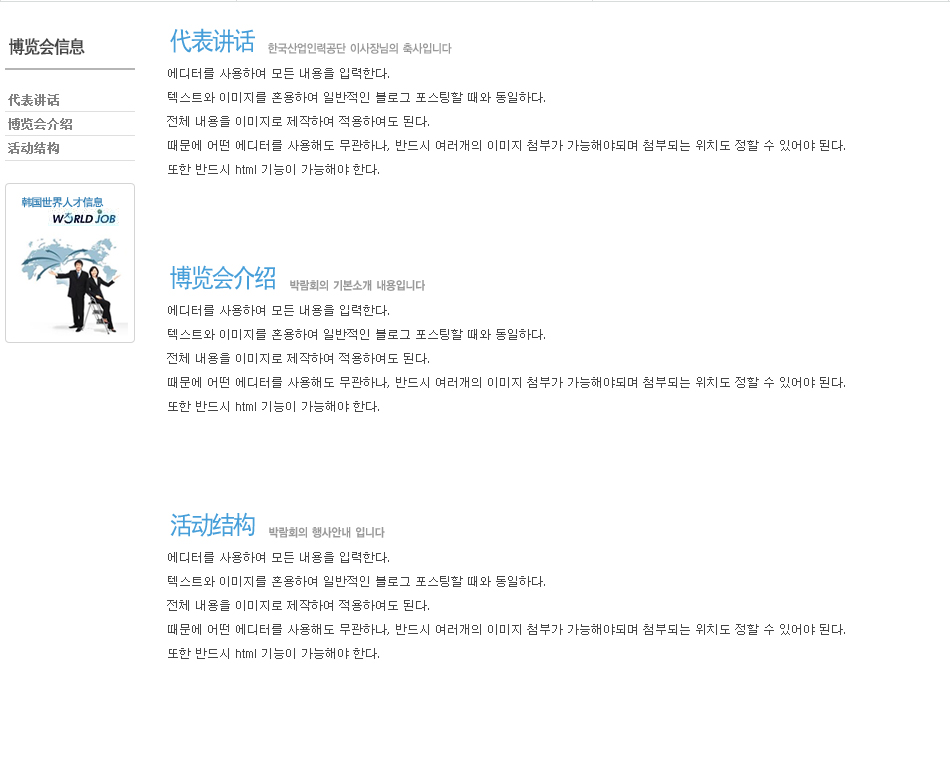 博览会信息
代表讲话
博览会介绍
活动结构
韩国世界人才信息
WORLD JOB
代表讲话 한국산업인력공단 이사장님의 축사입니다
에디터를 사용하여 모든 내용을 입력한다.
텍스트와 이미지를 혼용하여 일반적인 블로그 포스팅할 때와 동일하다.
전체 내용을 이미지로 제작하여 적용하여도 된다.
때문에 어떤 에디터를 사용해도 무관하나, 반드시 여러개의 이미지 첨부가 가능해야되며 첨부되는 위치도 정할 수 있어야 된다.
또한 반드시 html 기능이 가능해야 한다.
博览会介绍 박람회의 기본소개 내용입니다
에디터를 사용하여 모든 내용을 입력한다.
텍스트와 이미지를 혼용하여 일반적인 블로그 포스팅할 때와 동일하다.
전체 내용을 이미지로 제작하여 적용하여도 된다.
때문에 어떤 에디터를 사용해도 무관하나, 반드시 여러개의 이미지 첨부가 가능해야되며 첨부되는 위치도 정할 수 있어야 된다.
또한 반드시 html 기능이 가능해야 한다.
活动结构 박람회의 행사안내 입니다
에디터를 사용하여 모든 내용을 입력한다.
텍스트와 이미지를 혼용하여 일반적인 블로그 포스팅할 때와 동일하다.
전체 내용을 이미지로 제작하여 적용하여도 된다.
때문에 어떤 에디터를 사용해도 무관하나, 반드시 여러개의 이미지 첨부가 가능해야되며 첨부되는 위치도 정할 수 있어야 된다.
또한 반드시 html 기능이 가능해야 한다.